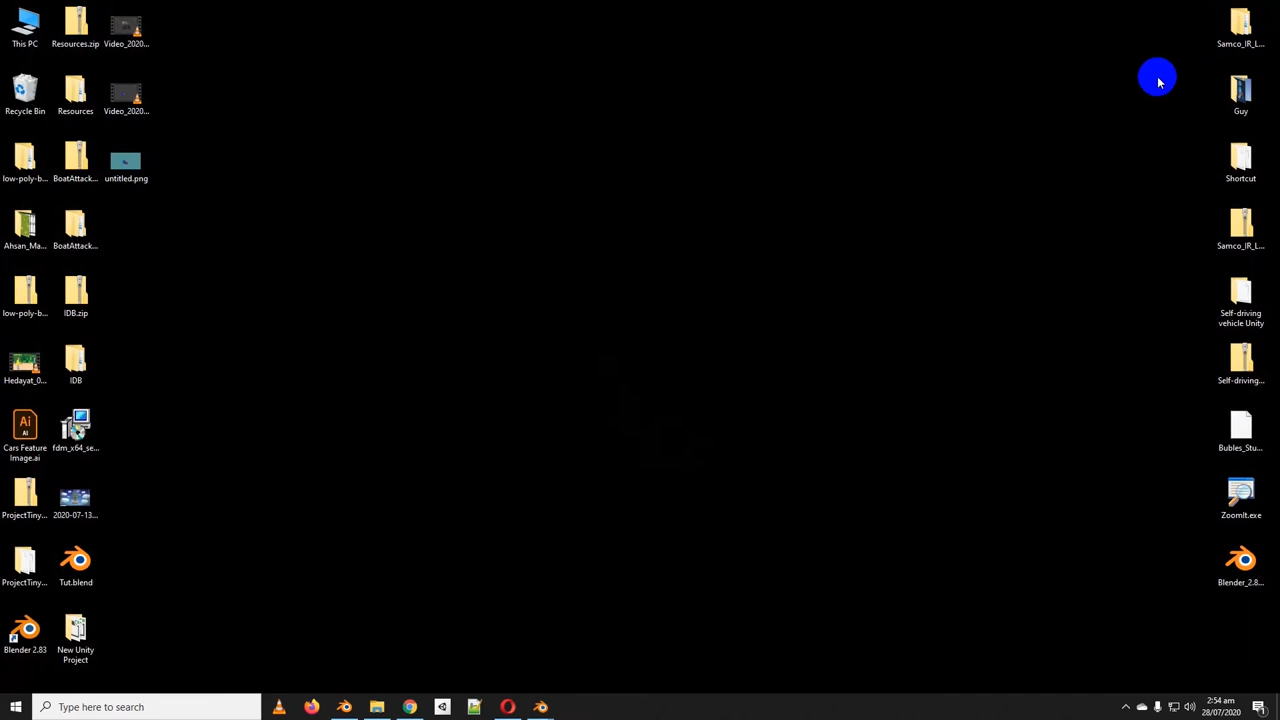 This PC
Resources.zip
Video_2020...
Recycle Bin
Resources
Video_2020...
low-poly-b...
BoatAttack...
untitled.png
Ahsan_Ma...
BoatAttack...
low-poly-b...
IDB.zip
Hedayat_0...
IDB
Ai
AI
Cars Feature
Image.ai
fdm_x64_se...
ProjectTiny...
2020-07-13...
ProjectTiny...
Tut.blend
Blender 2.83
New Unity
Project
Samco_IR_L...
Guy
Shortcut
Samco_IR_L...
Self-driving
vehicle Unity
Self-driving...
Bubles_Stu...
ZoomIt.exe
Blender_2.8...
Type here to search
2:54 am
28/07/2020
1